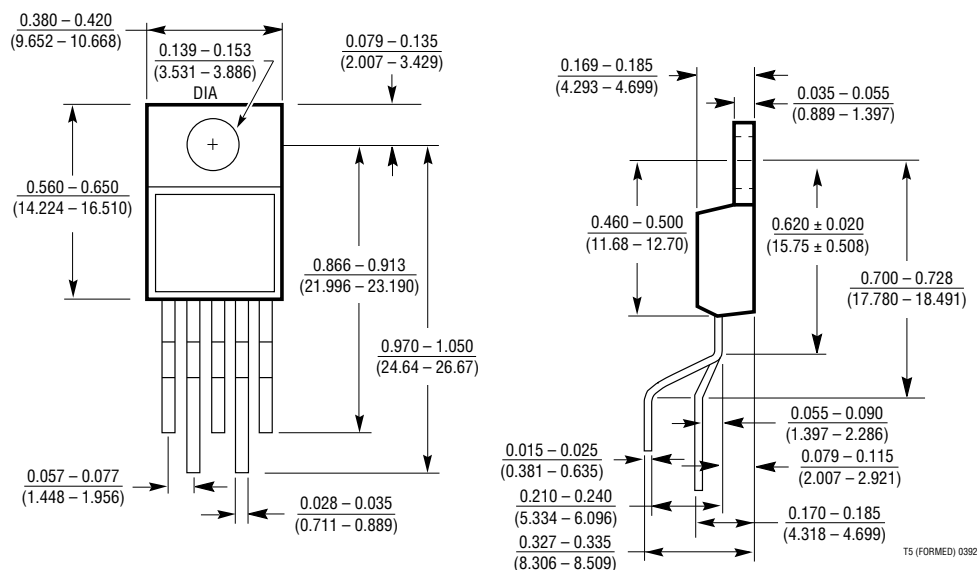 0.380 – 0.420
(9.652 – 10.668)
0.139 – 0.153
(3.531 – 3.886)
DIA
0.079 – 0.135
(2.007 – 3.429)
0.560 – 0.650
(14.224 – 16.510)
0.866 – 0.913
(21.996 – 23.190)
0.970 – 1.050
(24.64 – 26.67)
0.057 – 0.077
(1.448 – 1.956)
0.028 – 0.035
(0.711 – 0.889)
0.169 – 0.185
(4.293 – 4.699)
0.035 – 0.055
(0.889 – 1.397)
0.460 – 0.500
(11.68 – 12.70)
0.620 ± 0.020
(15.75 ± 0.508)
0.700 – 0.728
(17.780 – 18.491)
0.055 – 0.090
(1.397 – 2.286)
0.015 – 0.025
(0.381 – 0.635)
0.079 – 0.115
(2.007 – 2.921)
0.210 – 0.240
(5.334 – 6.096)
0.170 – 0.185
(4.318 – 4.699)
0.327 – 0.335
(8.306 – 8.509)
T5 (FORMED) 0392